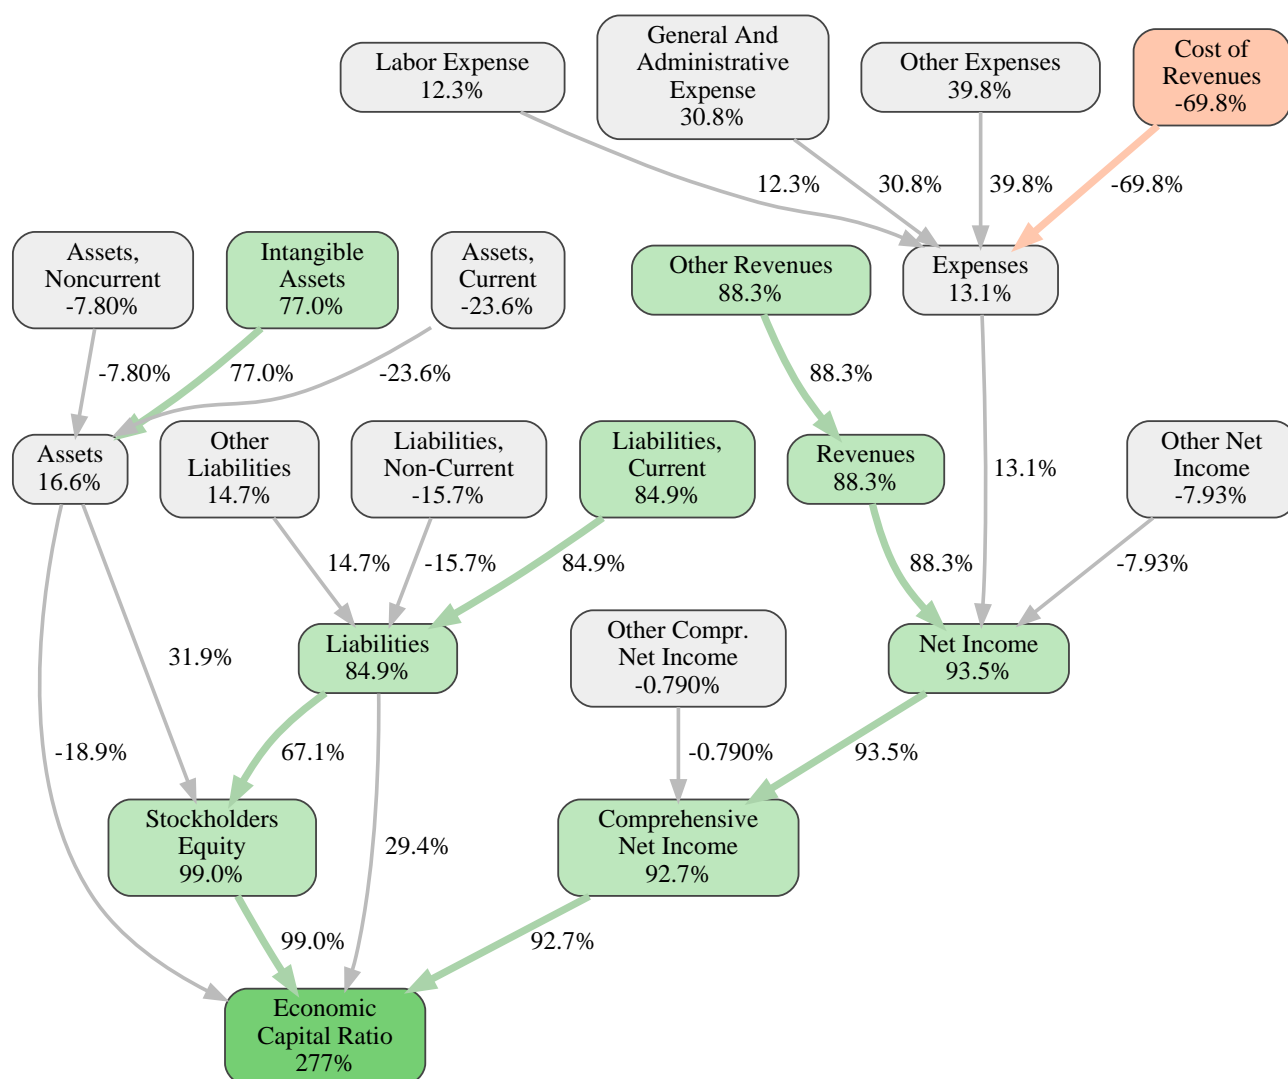 Labor Expense
12.3%
General And
Administrative
Expense
30.8%
Other Expenses
39.8%
Cost of
Revenues
-69.8%
12.3%
30.8%
39.8%
-69.8%
Assets,
Noncurrent
-7.80%
Intangible
Assets
77.0%
Assets,
Current
-23.6%
Other Revenues
88.3%
Expenses
13.1%
-7.80%
77.0%
-23.6%
88.3%
Assets
16.6%
Other
Liabilities
14.7%
Liabilities,
Non-Current
-15.7%
Liabilities,
Current
84.9%
Revenues
88.3%
13.1%
Other Net
Income
-7.93%
14.7%
-15.7%
84.9%
88.3%
-7.93%
31.9%
Liabilities
84.9%
Other Compr.
Net Income
-0.790%
Net Income
93.5%
-18.9%
67.1%
-0.790%
93.5%
Stockholders
Equity
99.0%
29.4%
Comprehensive
Net Income
92.7%
99.0%
92.7%
Economic
Capital Ratio
277%